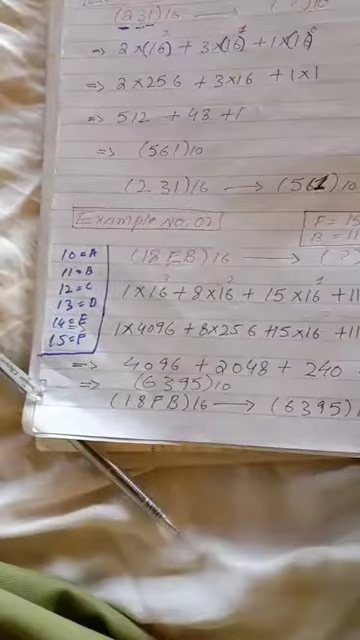 (231)16 → (?)10
=> 2×(16)² + 3×(16)¹ + 1×(16)⁰
=> 2×256 + 3×16 + 1×1
=> 512 + 48 + 1
=> (561)10
(231)16 → (561)10
Example No. 02
F = 15
B = 11
10 = A
11 = B
12 = C
13 = D
14 = E
15 = F
(18FB)16 → (?)
1×16³ + 8×16² + 15×16¹ + 11
1×4096 + 8×256 + 15×16 + 11
=> 4096 + 2048 + 240
=> (6395)10
(18FB)16 → (6395)